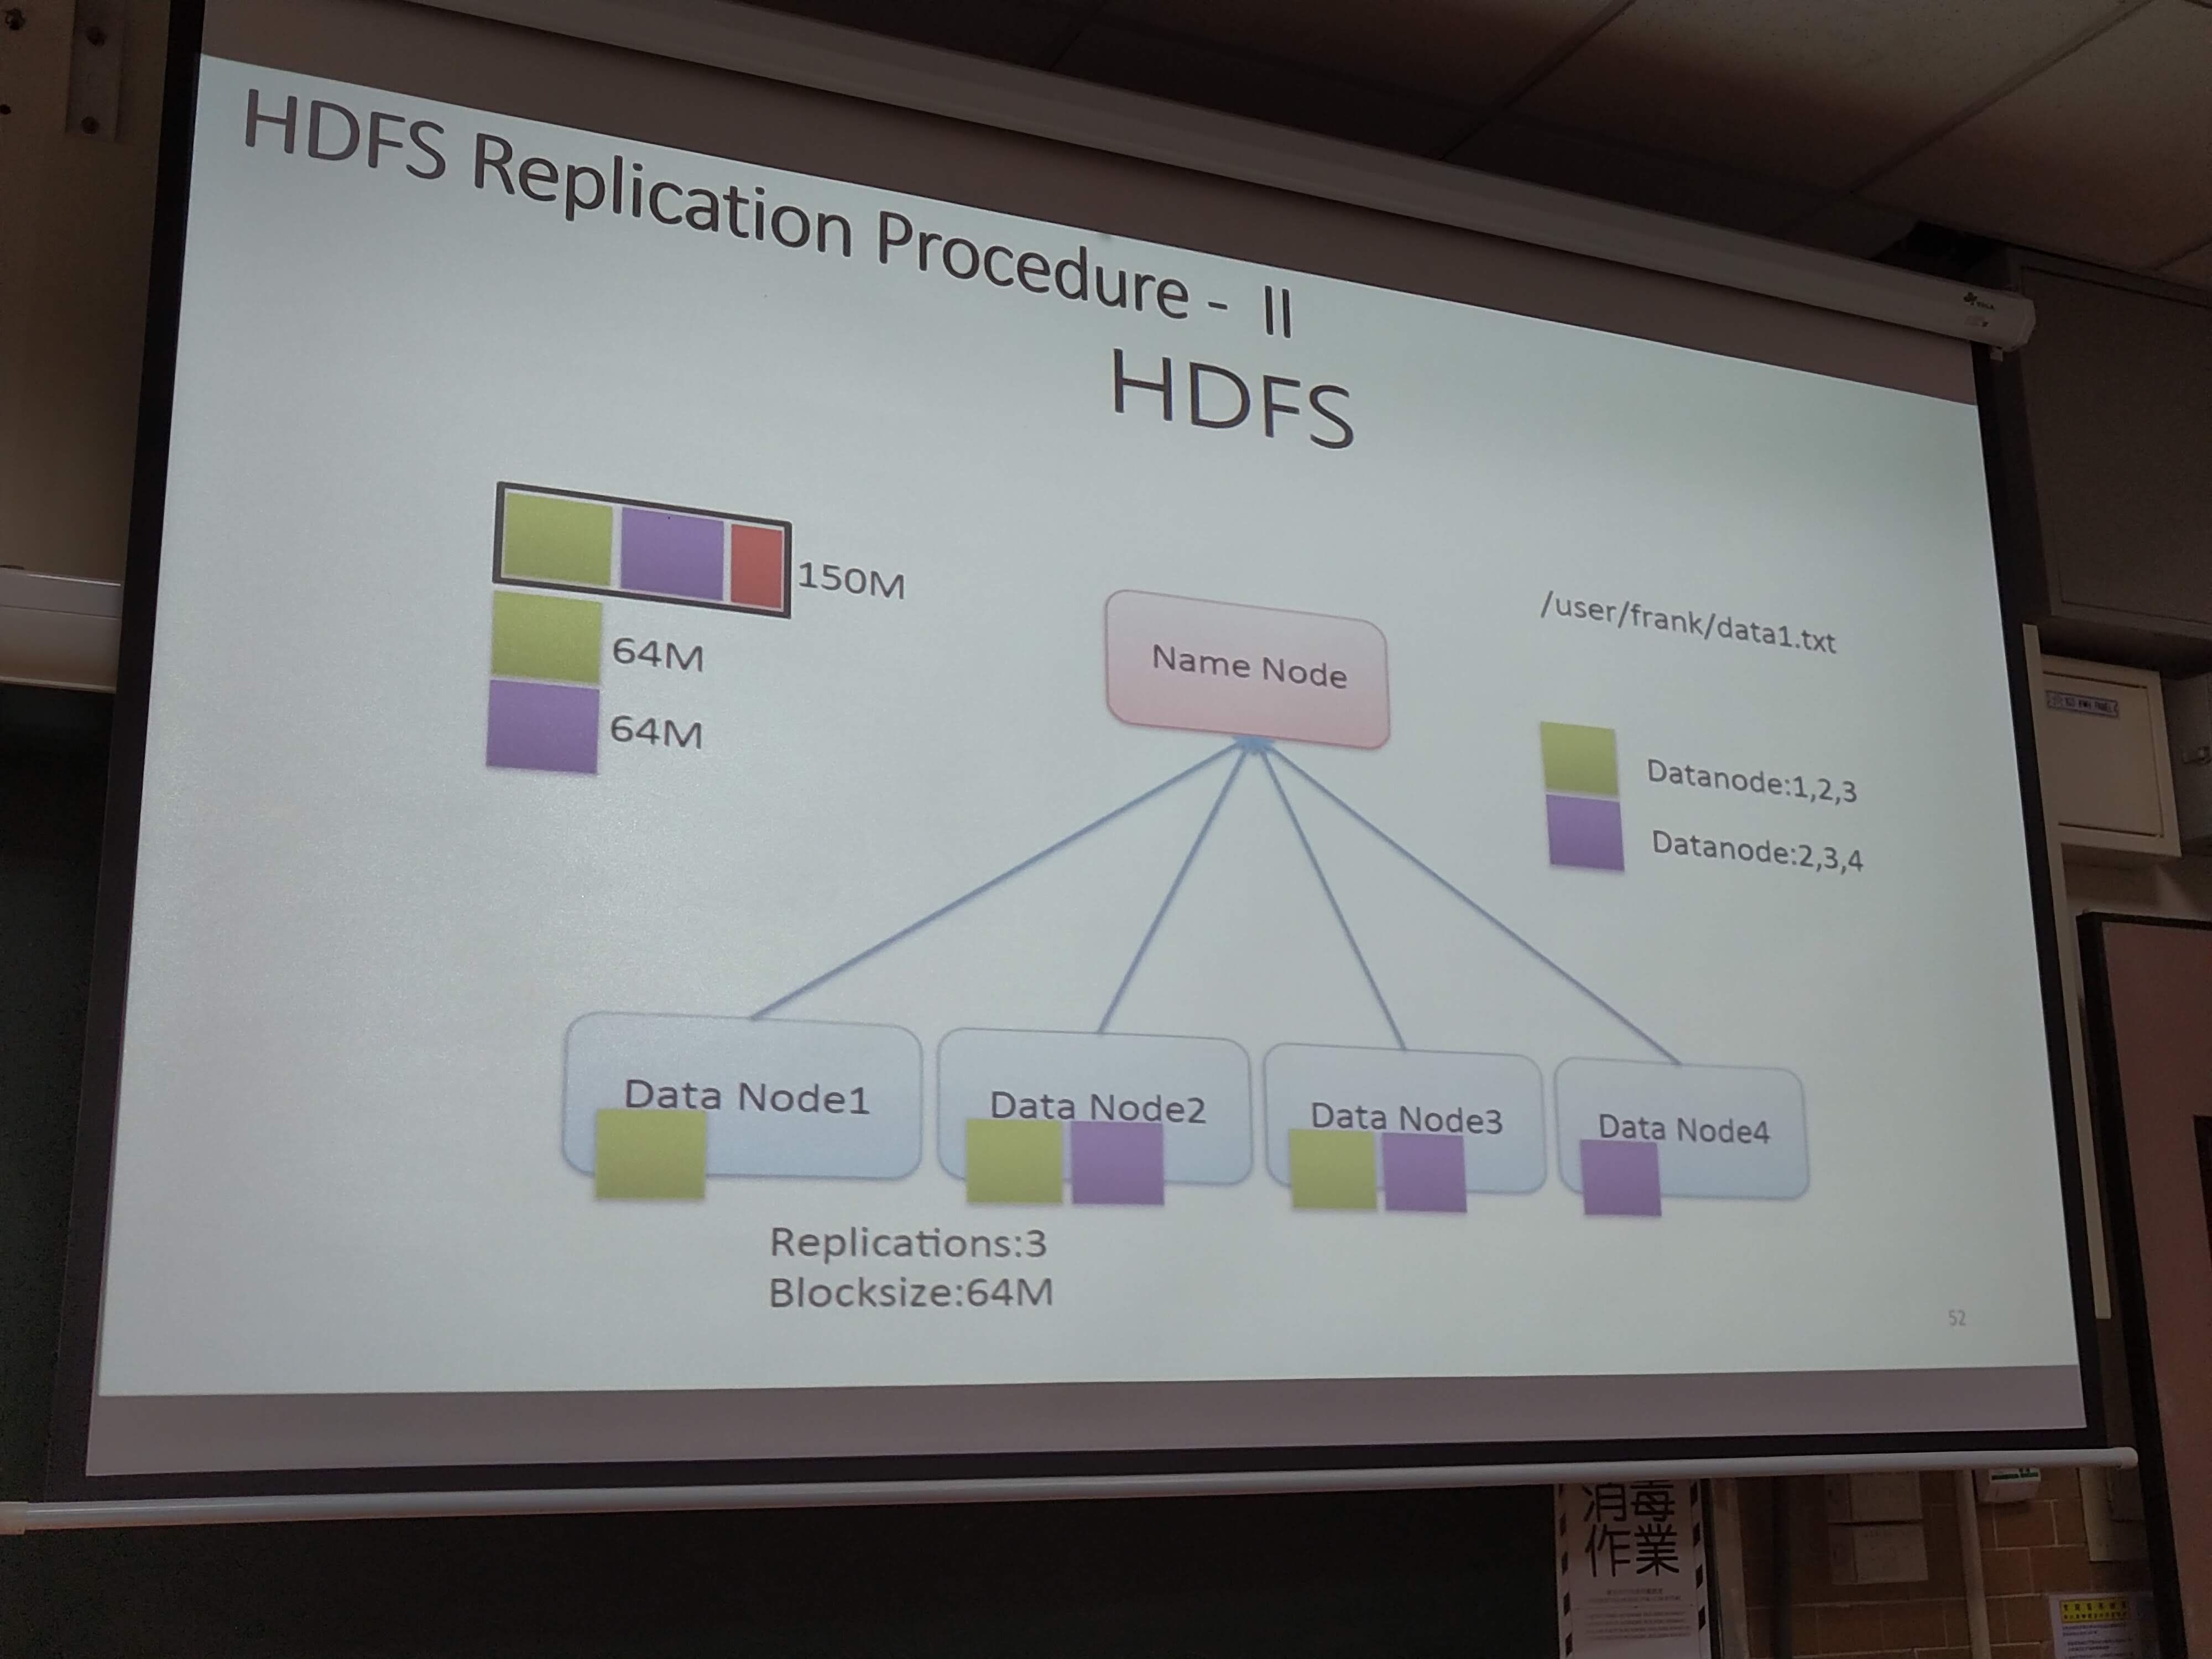 HDFS Replication Procedure - II
HDFS
150M
64M
64M
Name Node
/user/frank/data1.txt
Datanode:1,2,3
Datanode:2,3,4
Data Node1
Data Node2
Data Node3
Data Node4
Replications:3
Blocksize:64M
52
消毒
作業